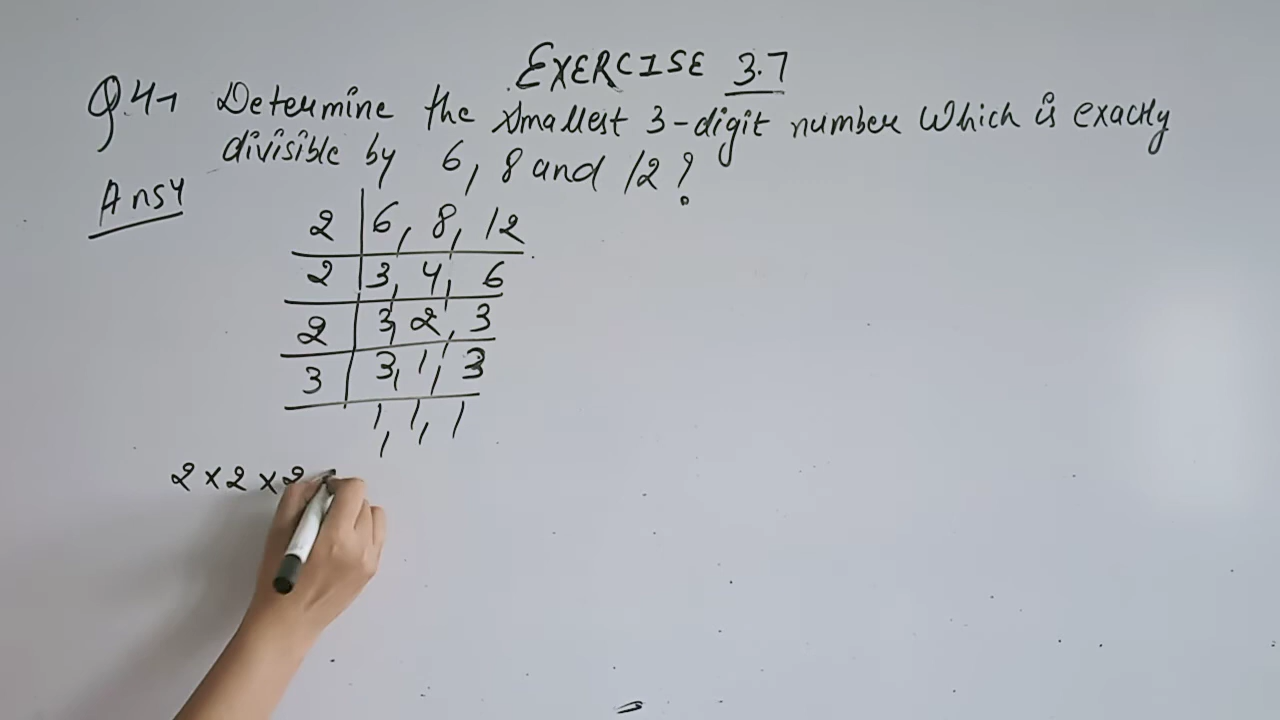 EXERCISE 3.7
Q4→ Determine the smallest 3-digit number which is exactly
divisible by 6, 8 and 12?
Ans4
2 | 6, 8, 12
2 | 3, 4, 6
2 | 3, 2, 3
3 | 3, 1, 3
1, 1, 1
2 × 2 × 2